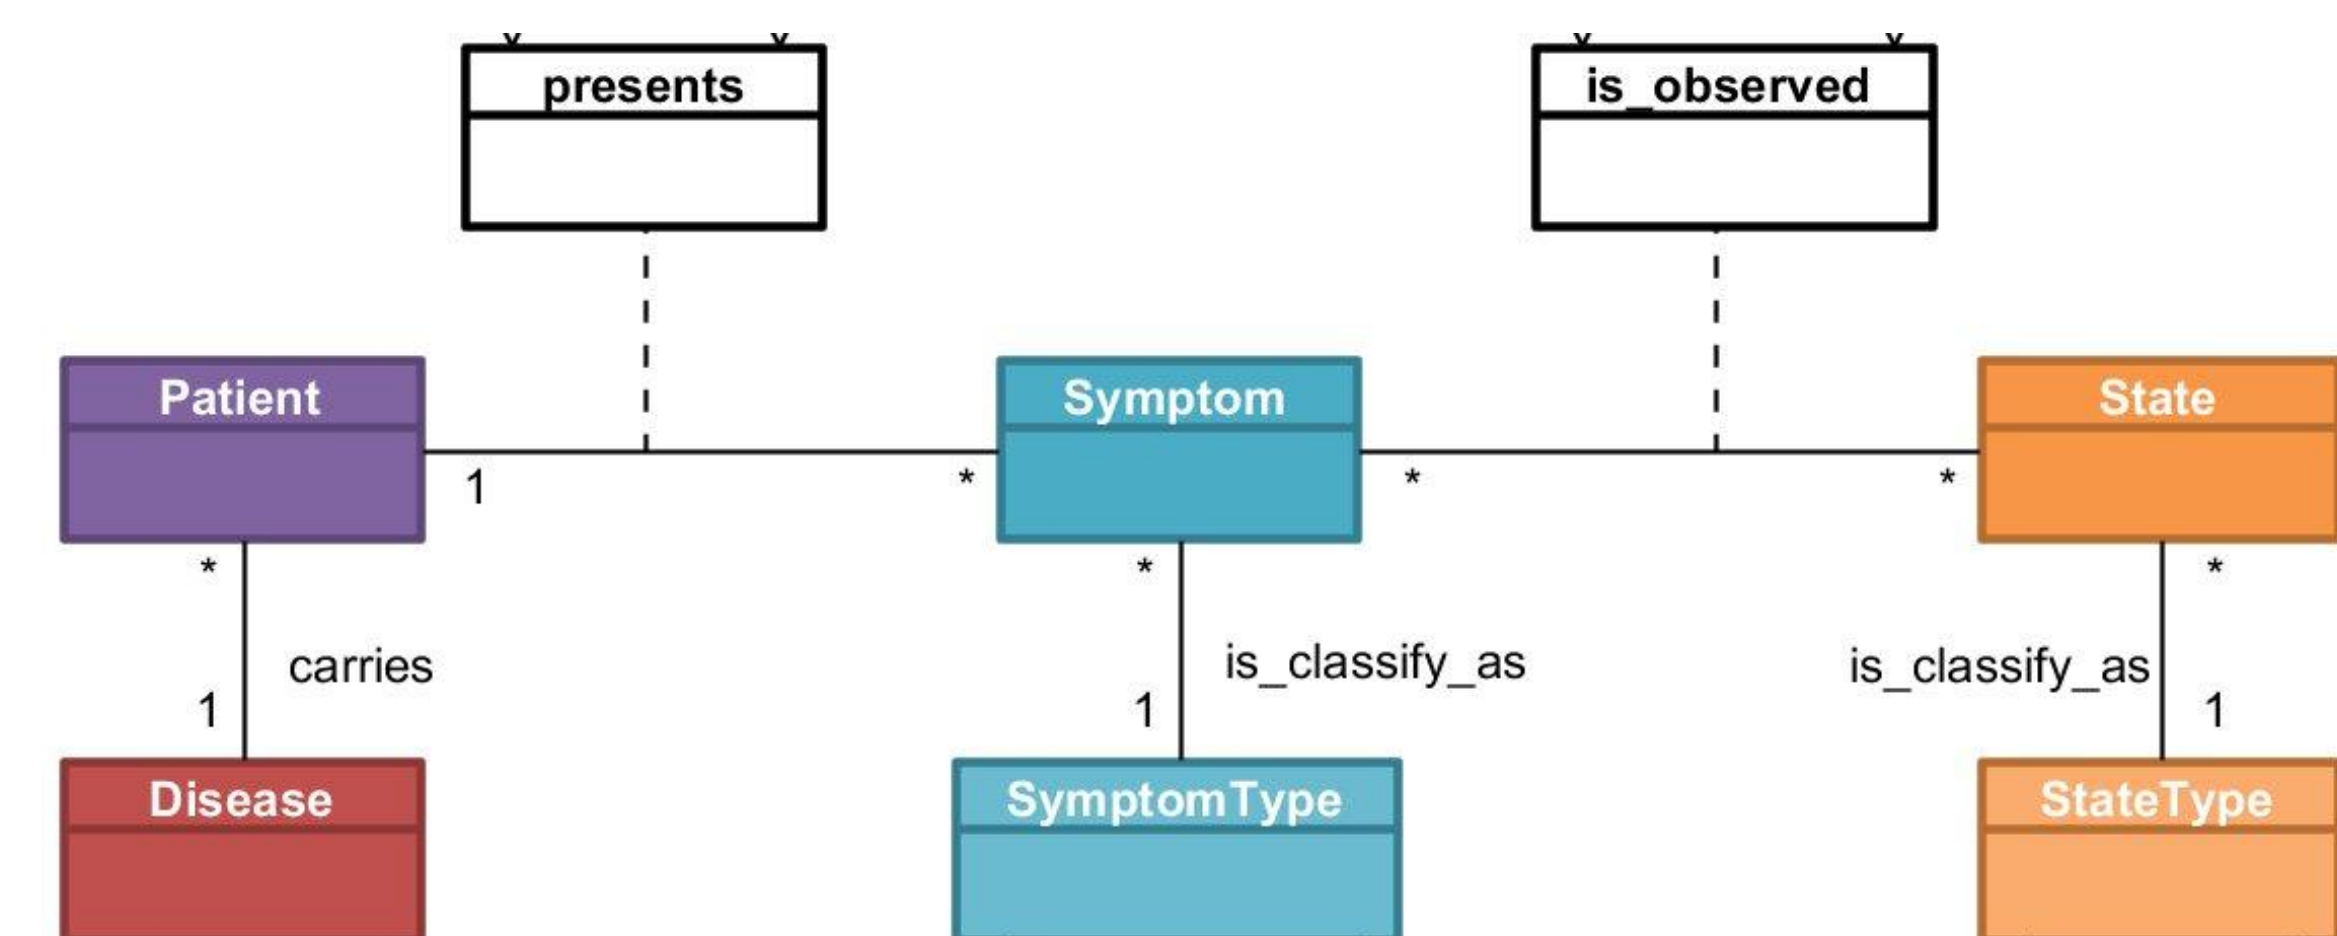 presents
is_observed
Patient
Symptom
State
1
*
*
*
*
*
*
carries
is_classify_as
is_classify_as
1
1
1
Disease
SymptomType
StateType